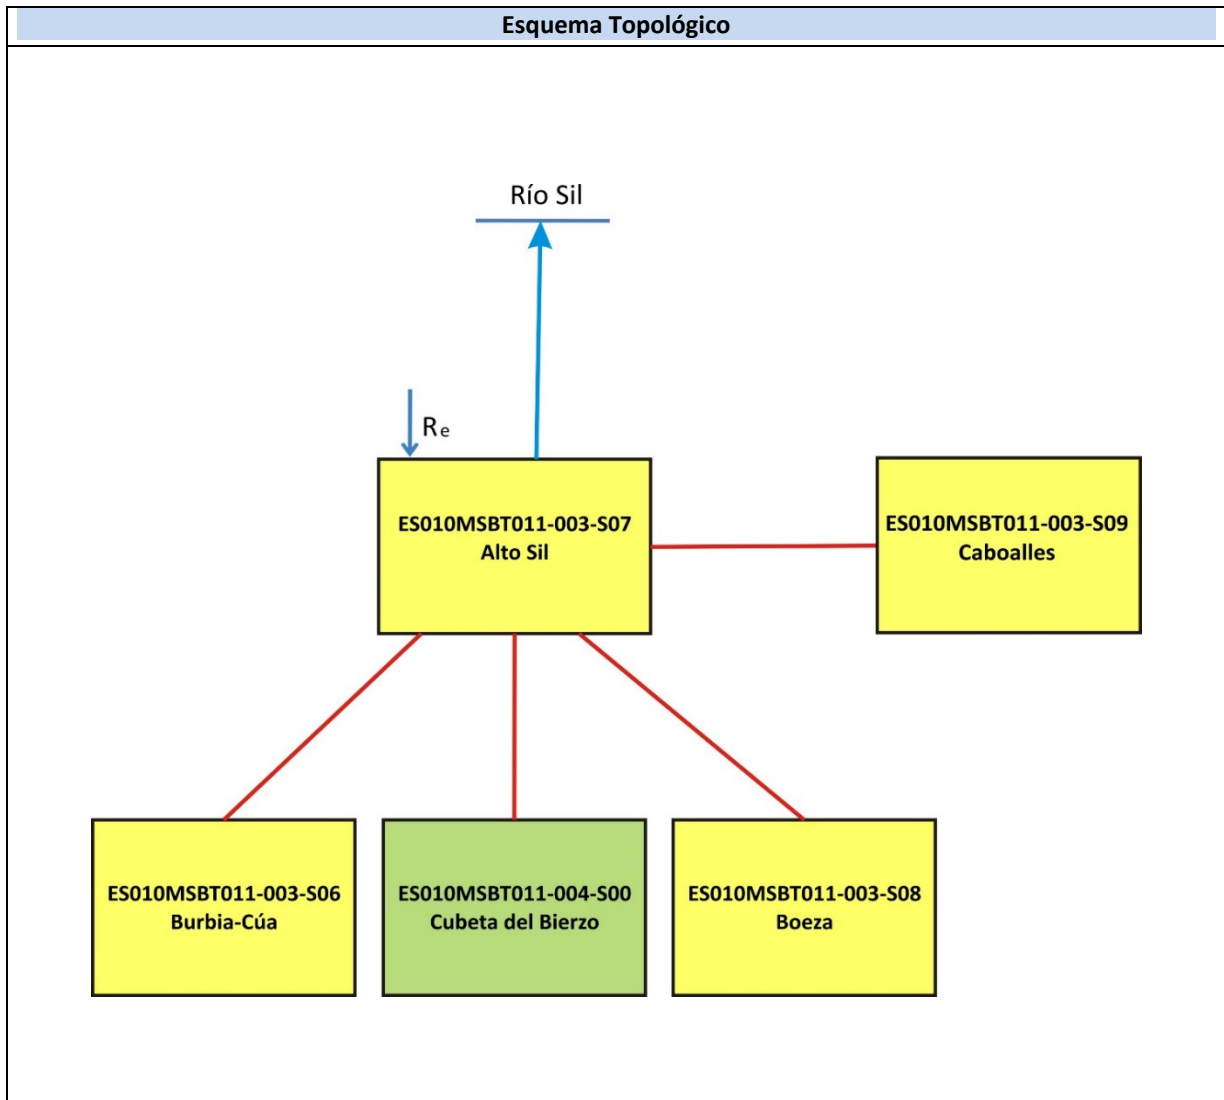 Esquema Topológico
Río Sil
Re
ES010MSBT011-003-S07
Alto Sil
ES010MSBT011-003-S09
Caboalles
ES010MSBT011-003-S06
Burbia-Cúa
ES010MSBT011-004-S00
Cubeta del Bierzo
ES010MSBT011-003-S08
Boeza